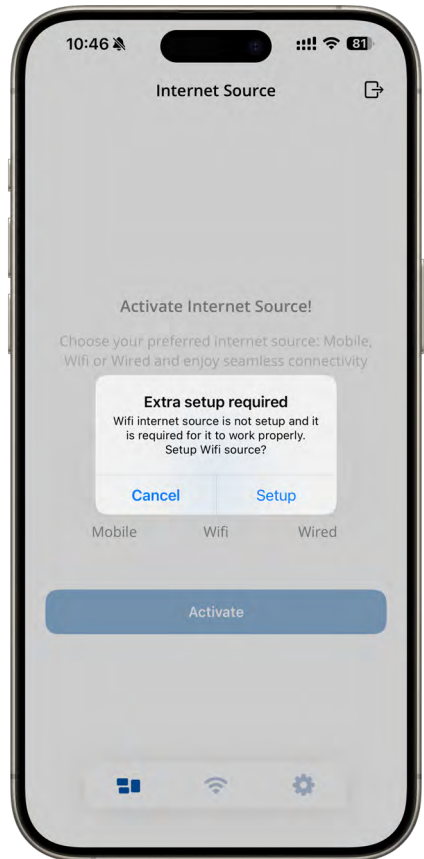 10:46
81
Internet Source
Activate Internet Source!
Choose your preferred internet source: Mobile,
Wifi or Wired and enjoy seamless connectivity
Extra setup required
Wifi internet source is not setup and it
is required for it to work properly.
Setup Wifi source?
Cancel Setup
Mobile Wifi Wired
Activate